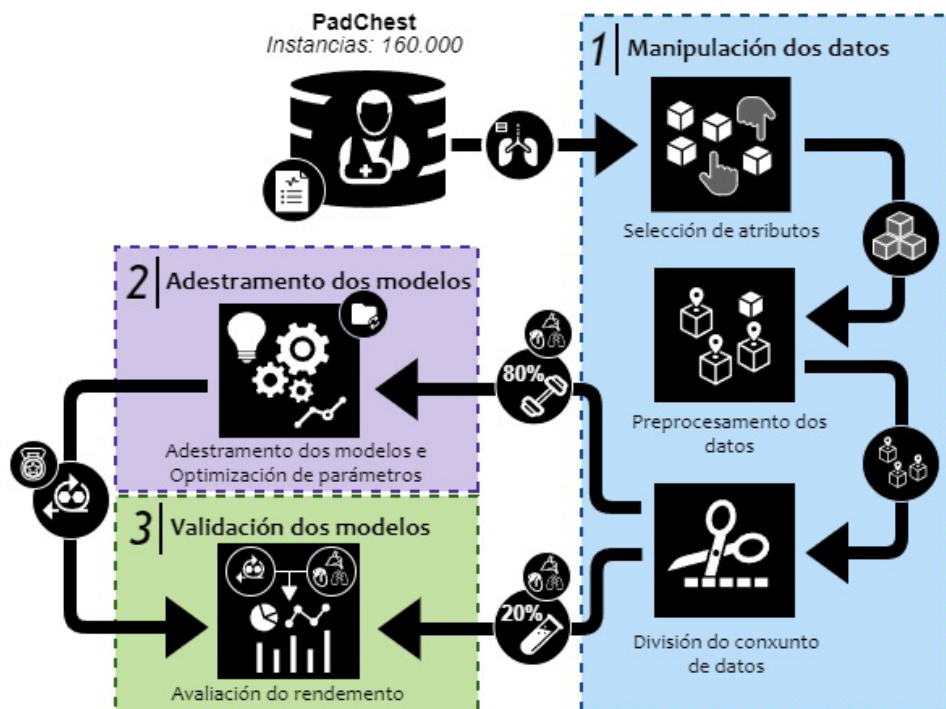 PadChest
Instancias: 160.000
1 Manipulación dos datos
Selección de atributos
Preprocesamento dos
datos
División do conxunto
de datos
2 Adestramento dos modelos
80%
Adestramento dos modelos e
Optimización de parámetros
3 Validación dos modelos
20%
Avaliación do rendemento